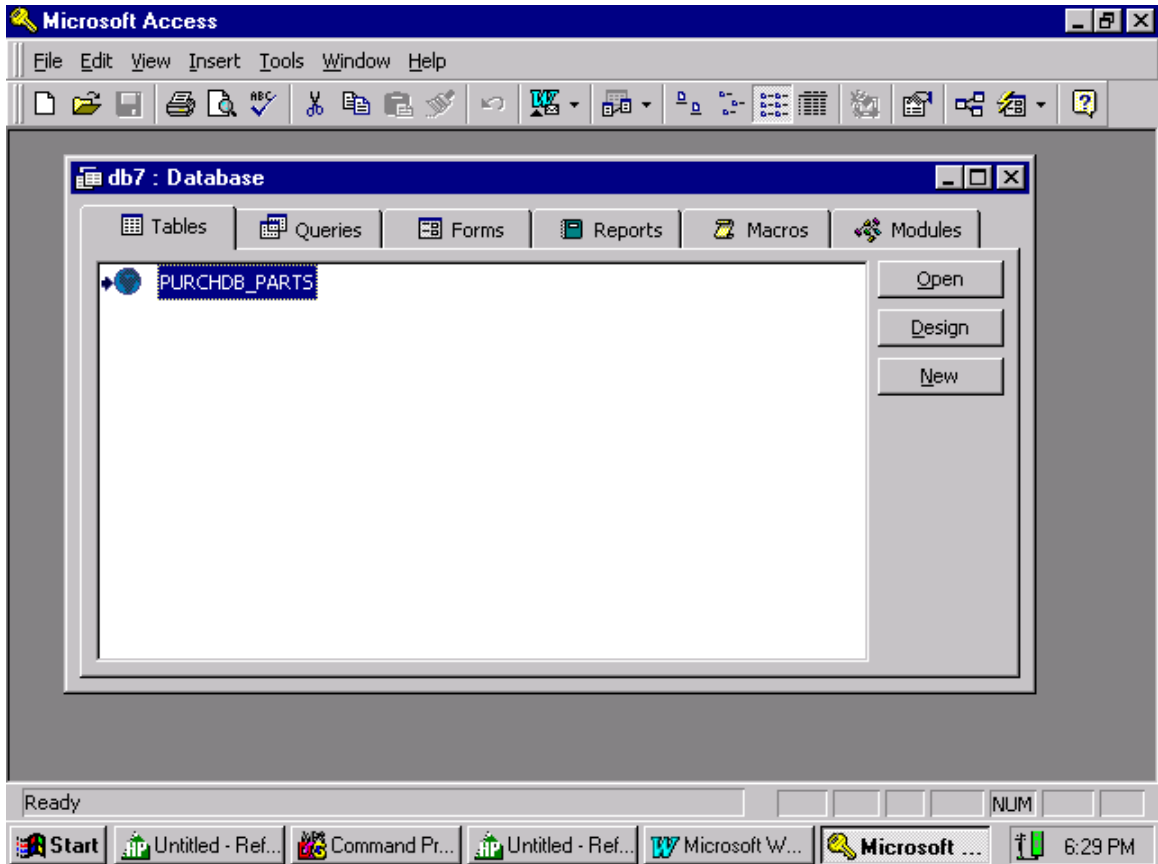 Microsoft Access
File Edit View Insert Tools Window Help
ABC
db7 : Database
Tables Queries Forms Reports Macros Modules
PURCHDB_PARTS
Open
Design
New
Ready NUM
Start Untitled - Ref... Command Pr... Untitled - Ref... Microsoft W... Microsoft ... 6:29 PM